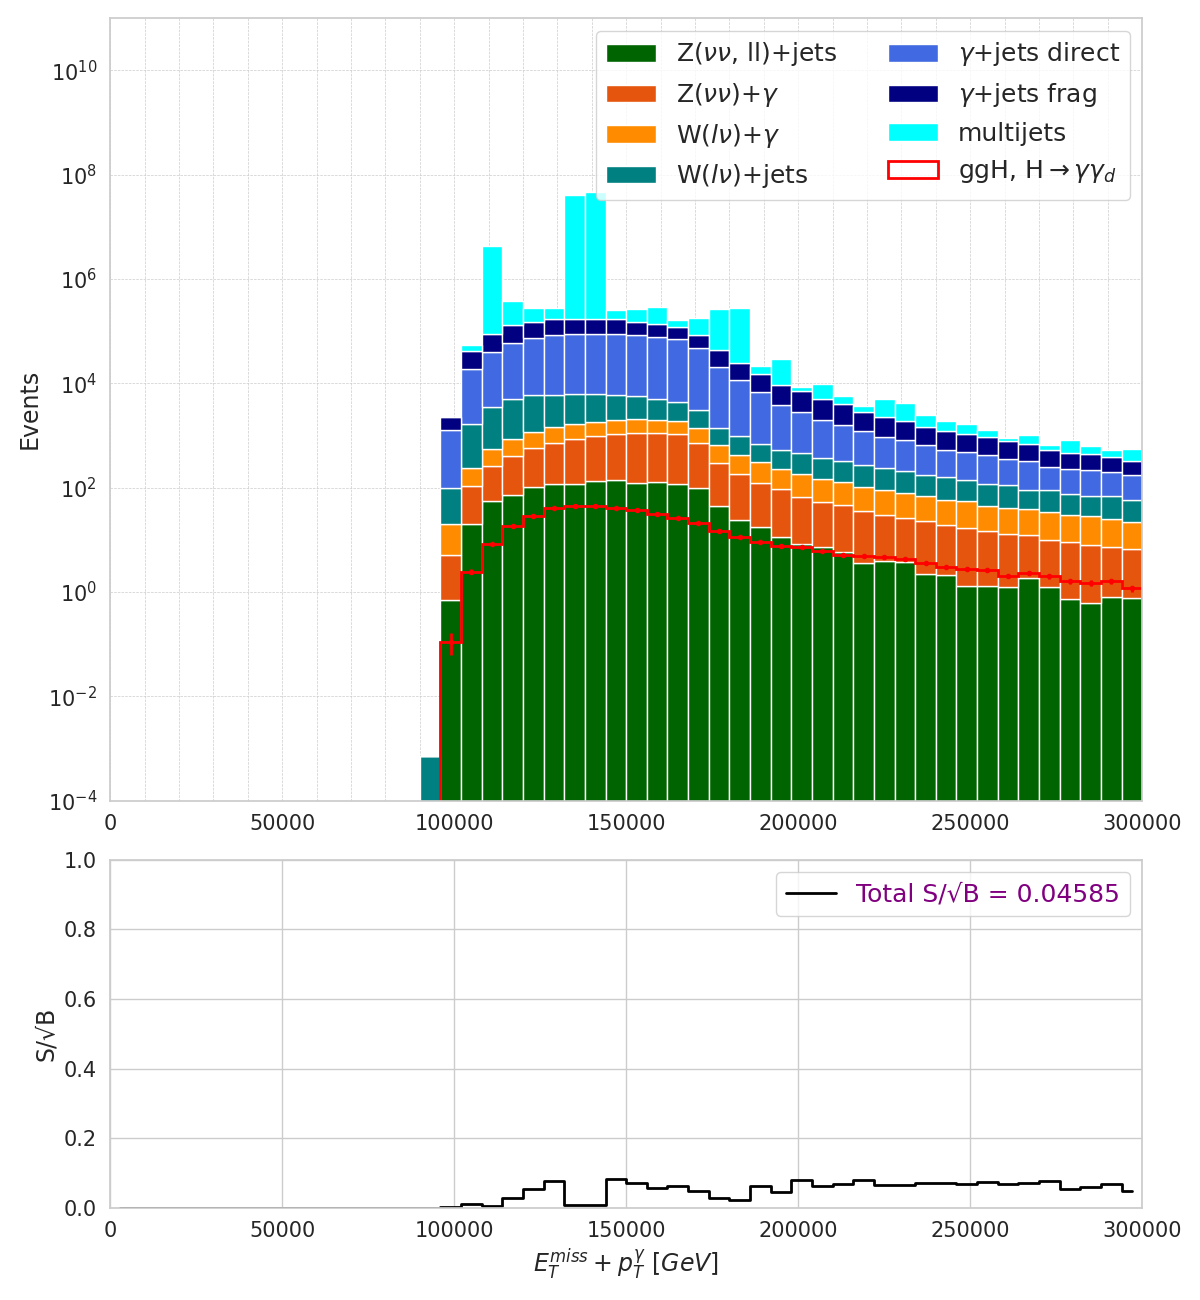 Z(νν, ll)+jets
Z(νν)+γ
W(lν)+γ
W(lν)+jets
γ+jets direct
γ+jets frag
multijets
ggH, H→γγ_d
Events
10^10
10^8
10^6
10^4
10^2
10^0
10^−2
10^−4
0 50000 100000 150000 200000 250000 300000
Total S/√B = 0.04585
S/√B
1.0
0.8
0.6
0.4
0.2
0.0
0 50000 100000 150000 200000 250000 300000
E_T^miss + p_T^γ [GeV]